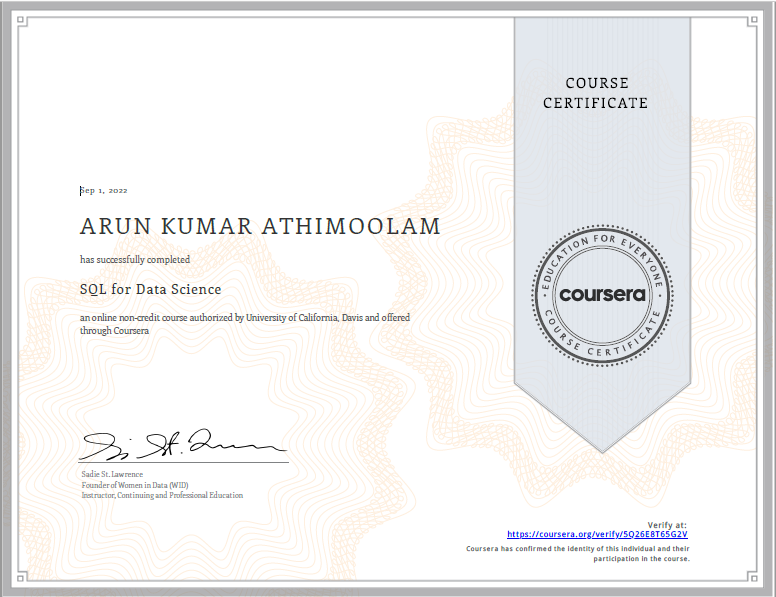 COURSE
CERTIFICATE
Sep 1, 2022
ARUN KUMAR ATHIMOOLAM
has successfully completed
SQL for Data Science
an online non-credit course authorized by University of California, Davis and offered
through Coursera
EDUCATION FOR EVERYONE
coursera
COURSE CERTIFICATE
Sadie St. Lawrence
Founder of Women in Data (WID)
Instructor, Continuing and Professional Education
Verify at:
https://coursera.org/verify/5Q26E8T65G2V
Coursera has confirmed the identity of this individual and their
participation in the course.